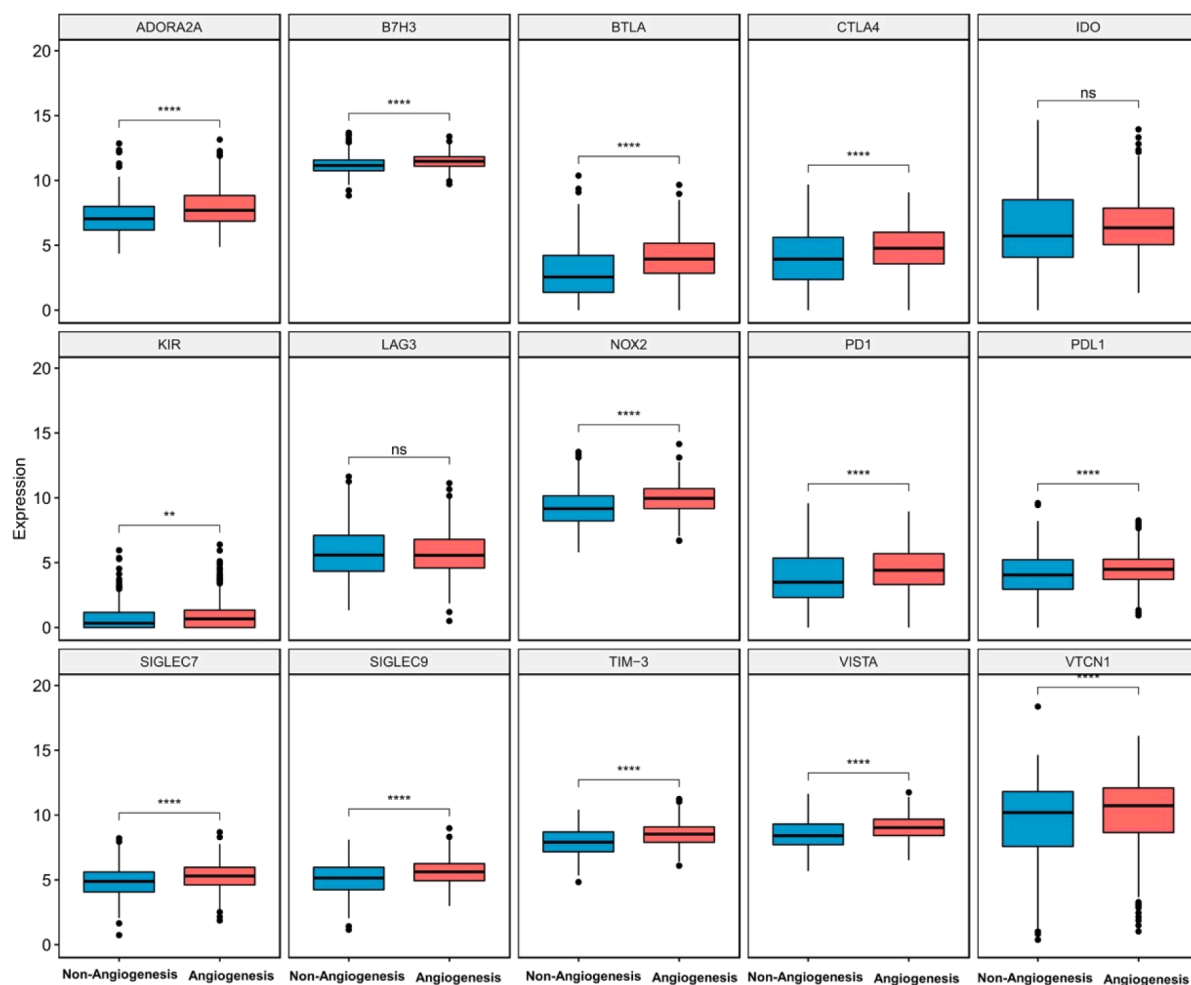 ADORA2A B7H3 BTLA CTLA4 IDO
20
15
10
5
0
**** **** **** **** ns
KIR LAG3 NOX2 PD1 PDL1
20
15
10
5
0
** ns **** **** ****
Expression
SIGLEC7 SIGLEC9 TIM−3 VISTA VTCN1
20
15
10
5
0
**** **** **** **** ****
Non-Angiogenesis Angiogenesis Non-Angiogenesis Angiogenesis Non-Angiogenesis Angiogenesis Non-Angiogenesis Angiogenesis Non-Angiogenesis Angiogenesis